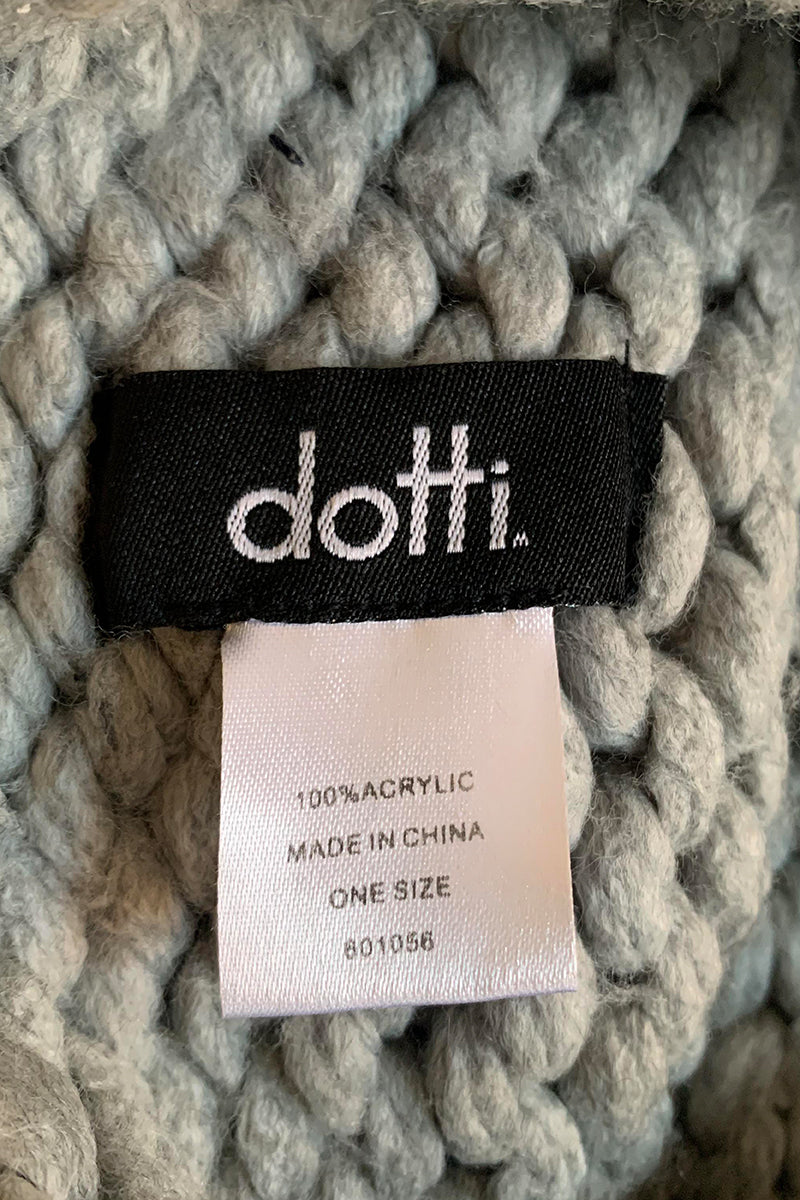 dotti
100%ACRYLIC
MADE IN CHINA
ONE SIZE
601056